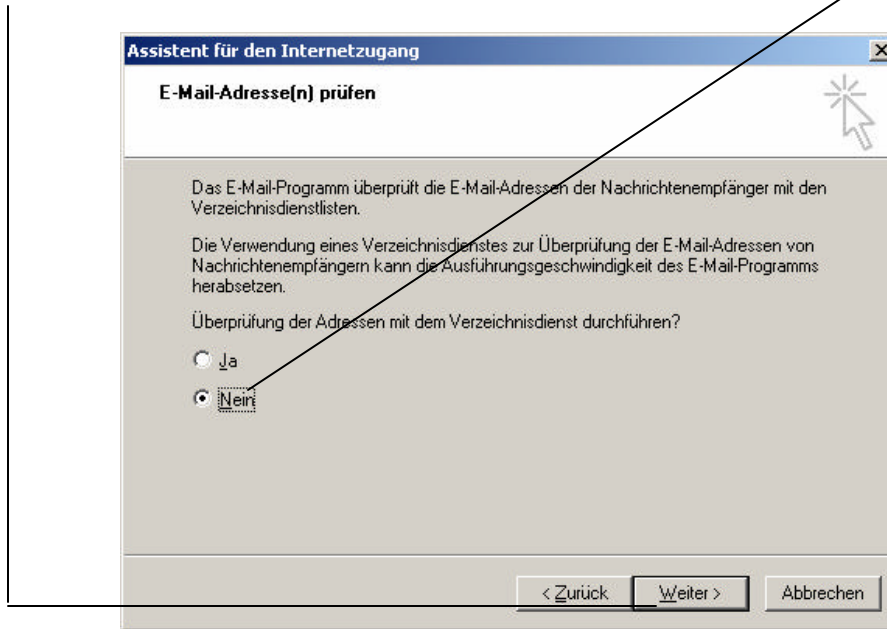 Assistent für den Internetzugang
E-Mail-Adresse(n) prüfen
Das E-Mail-Programm überprüft die E-Mail-Adressen der Nachrichtenempfänger mit den
Verzeichnisdienstlisten.
Die Verwendung eines Verzeichnisdienstes zur Überprüfung der E-Mail-Adressen von
Nachrichtenempfängern kann die Ausführungsgeschwindigkeit des E-Mail-Programms
herabsetzen.
Überprüfung der Adressen mit dem Verzeichnisdienst durchführen?
Ja
Nein
< Zurück Weiter > Abbrechen